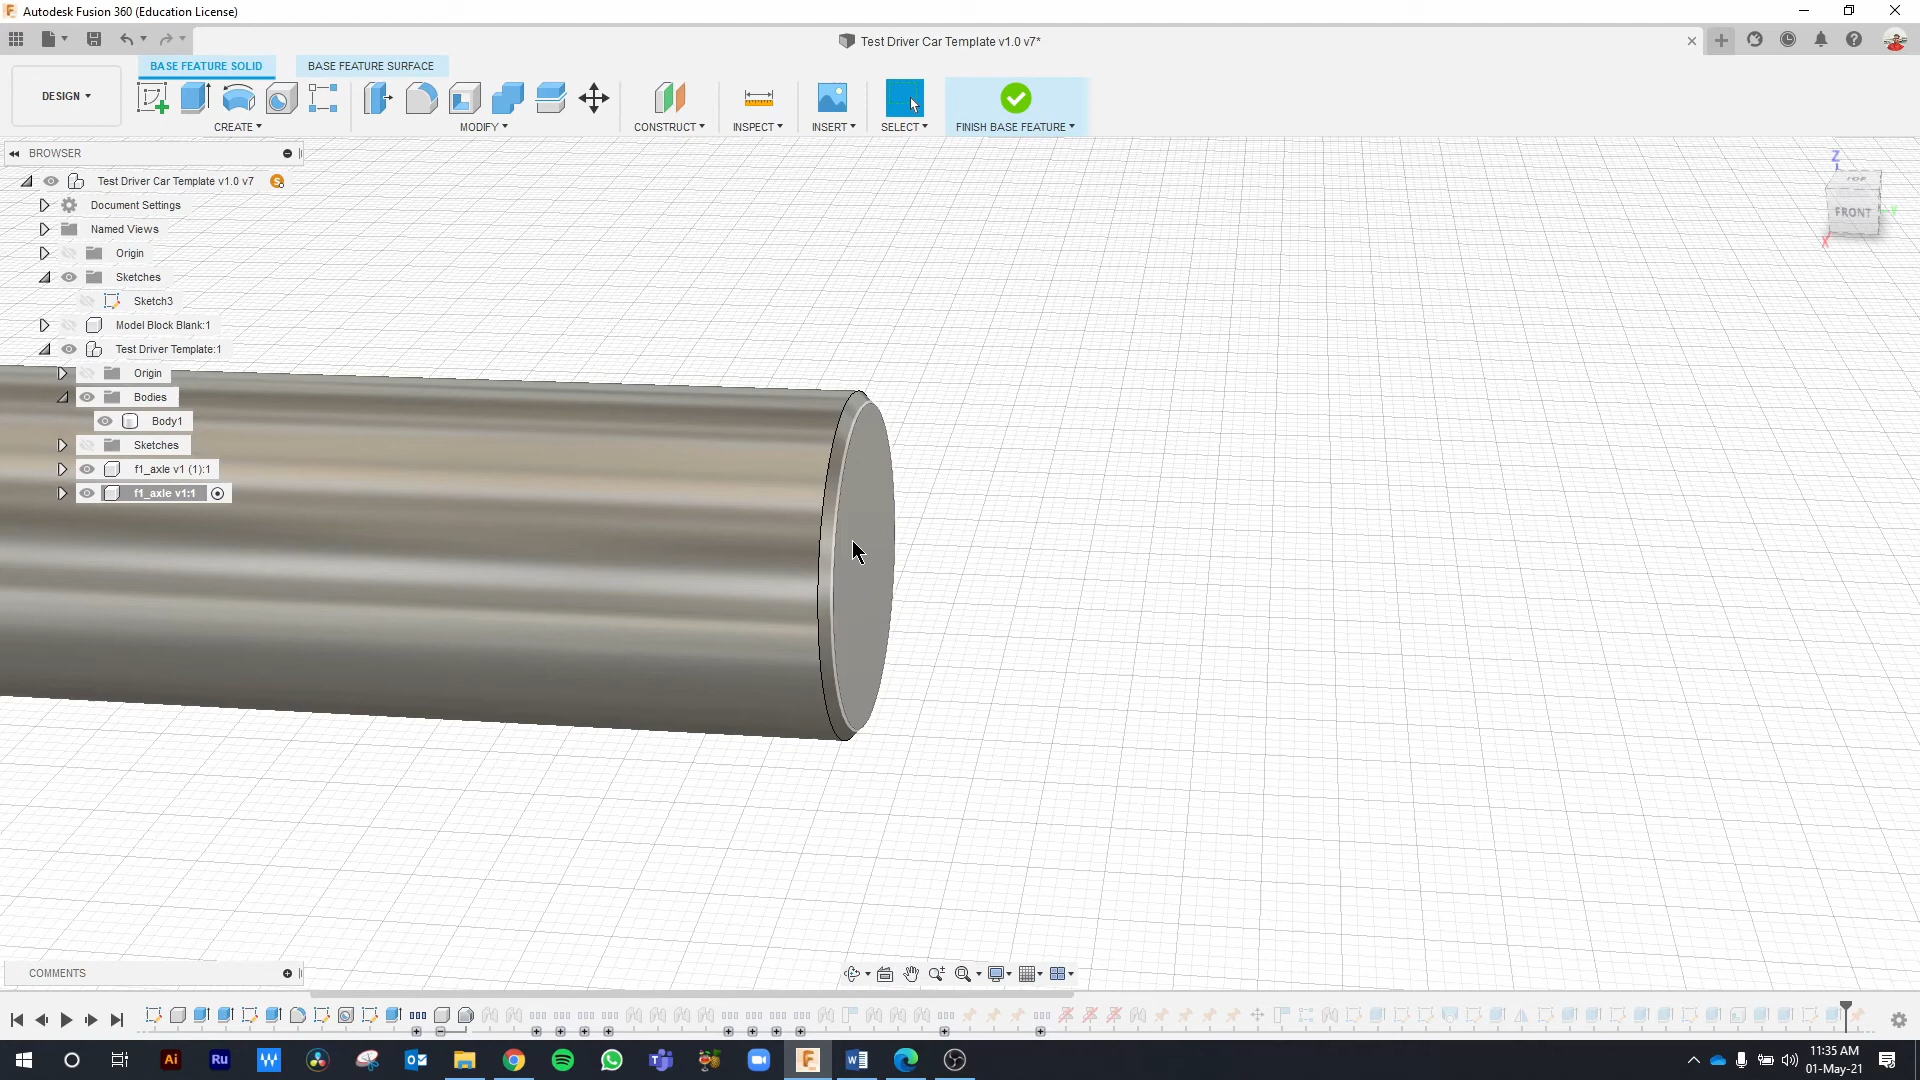 Autodesk Fusion 360 (Education License)
Test Driver Car Template v1.0 v7*
BASE FEATURE SOLID
BASE FEATURE SURFACE
DESIGN
CREATE
MODIFY
CONSTRUCT
INSPECT
INSERT
SELECT
FINISH BASE FEATURE
BROWSER
Test Driver Car Template v1.0 v7
Document Settings
Named Views
Origin
Sketches
Sketch3
Model Block Blank:1
Test Driver Template:1
Origin
Bodies
Body1
Sketches
f1_axle v1 (1):1
f1_axle v1:1
Z
TOP
FRONT
Y
X
COMMENTS
Ai
Ru
11:35 AM
01-May-21